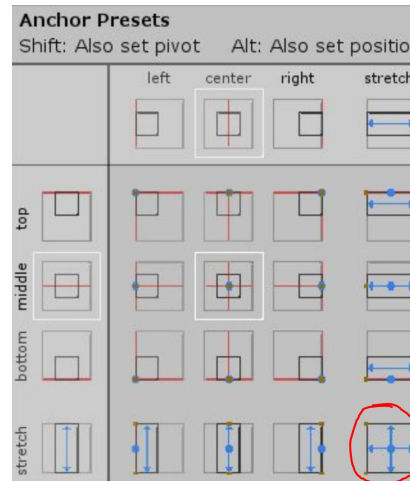 Anchor Presets
Shift: Also set pivot Alt: Also set positio
left center right stretch
top
middle
bottom
stretch